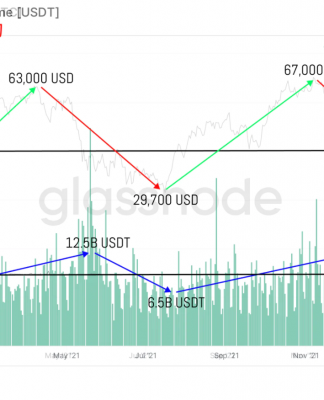 me [USDT]
63,000 USD
67,000
glassnode
29,700 USD
12.5B USDT
6.5B USDT
May '21
Jul '21
Sep '21
Nov '21